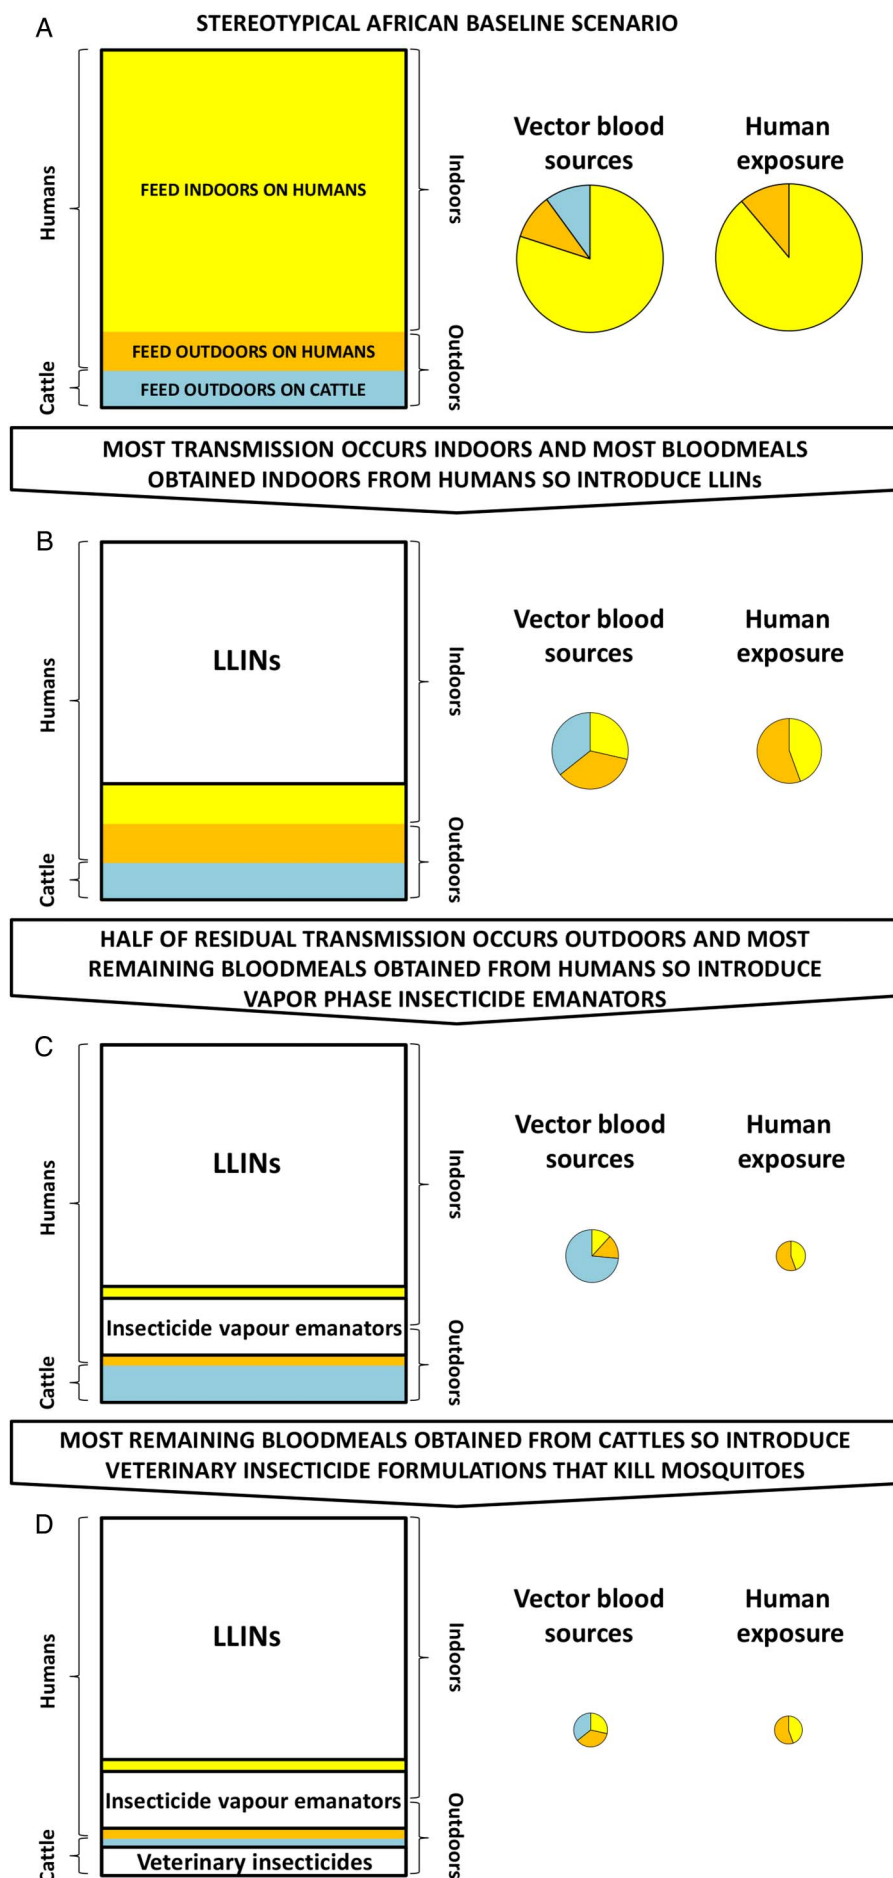 A
STEREOTYPICAL AFRICAN BASELINE SCENARIO
Humans
Cattle
FEED INDOORS ON HUMANS
FEED OUTDOORS ON HUMANS
FEED OUTDOORS ON CATTLE
Indoors
Outdoors
Vector blood
sources
Human
exposure
MOST TRANSMISSION OCCURS INDOORS AND MOST BLOODMEALS
OBTAINED INDOORS FROM HUMANS SO INTRODUCE LLINs
B
Humans
Cattle
LLINs
Indoors
Outdoors
Vector blood
sources
Human
exposure
HALF OF RESIDUAL TRANSMISSION OCCURS OUTDOORS AND MOST
REMAINING BLOODMEALS OBTAINED FROM HUMANS SO INTRODUCE
VAPOR PHASE INSECTICIDE EMANATORS
C
Humans
Cattle
LLINs
Insecticide vapour emanators
Indoors
Outdoors
Vector blood
sources
Human
exposure
MOST REMAINING BLOODMEALS OBTAINED FROM CATTLES SO INTRODUCE
VETERINARY INSECTICIDE FORMULATIONS THAT KILL MOSQUITOES
D
Humans
Cattle
LLINs
Insecticide vapour emanators
Veterinary insecticides
Indoors
Outdoors
Vector blood
sources
Human
exposure